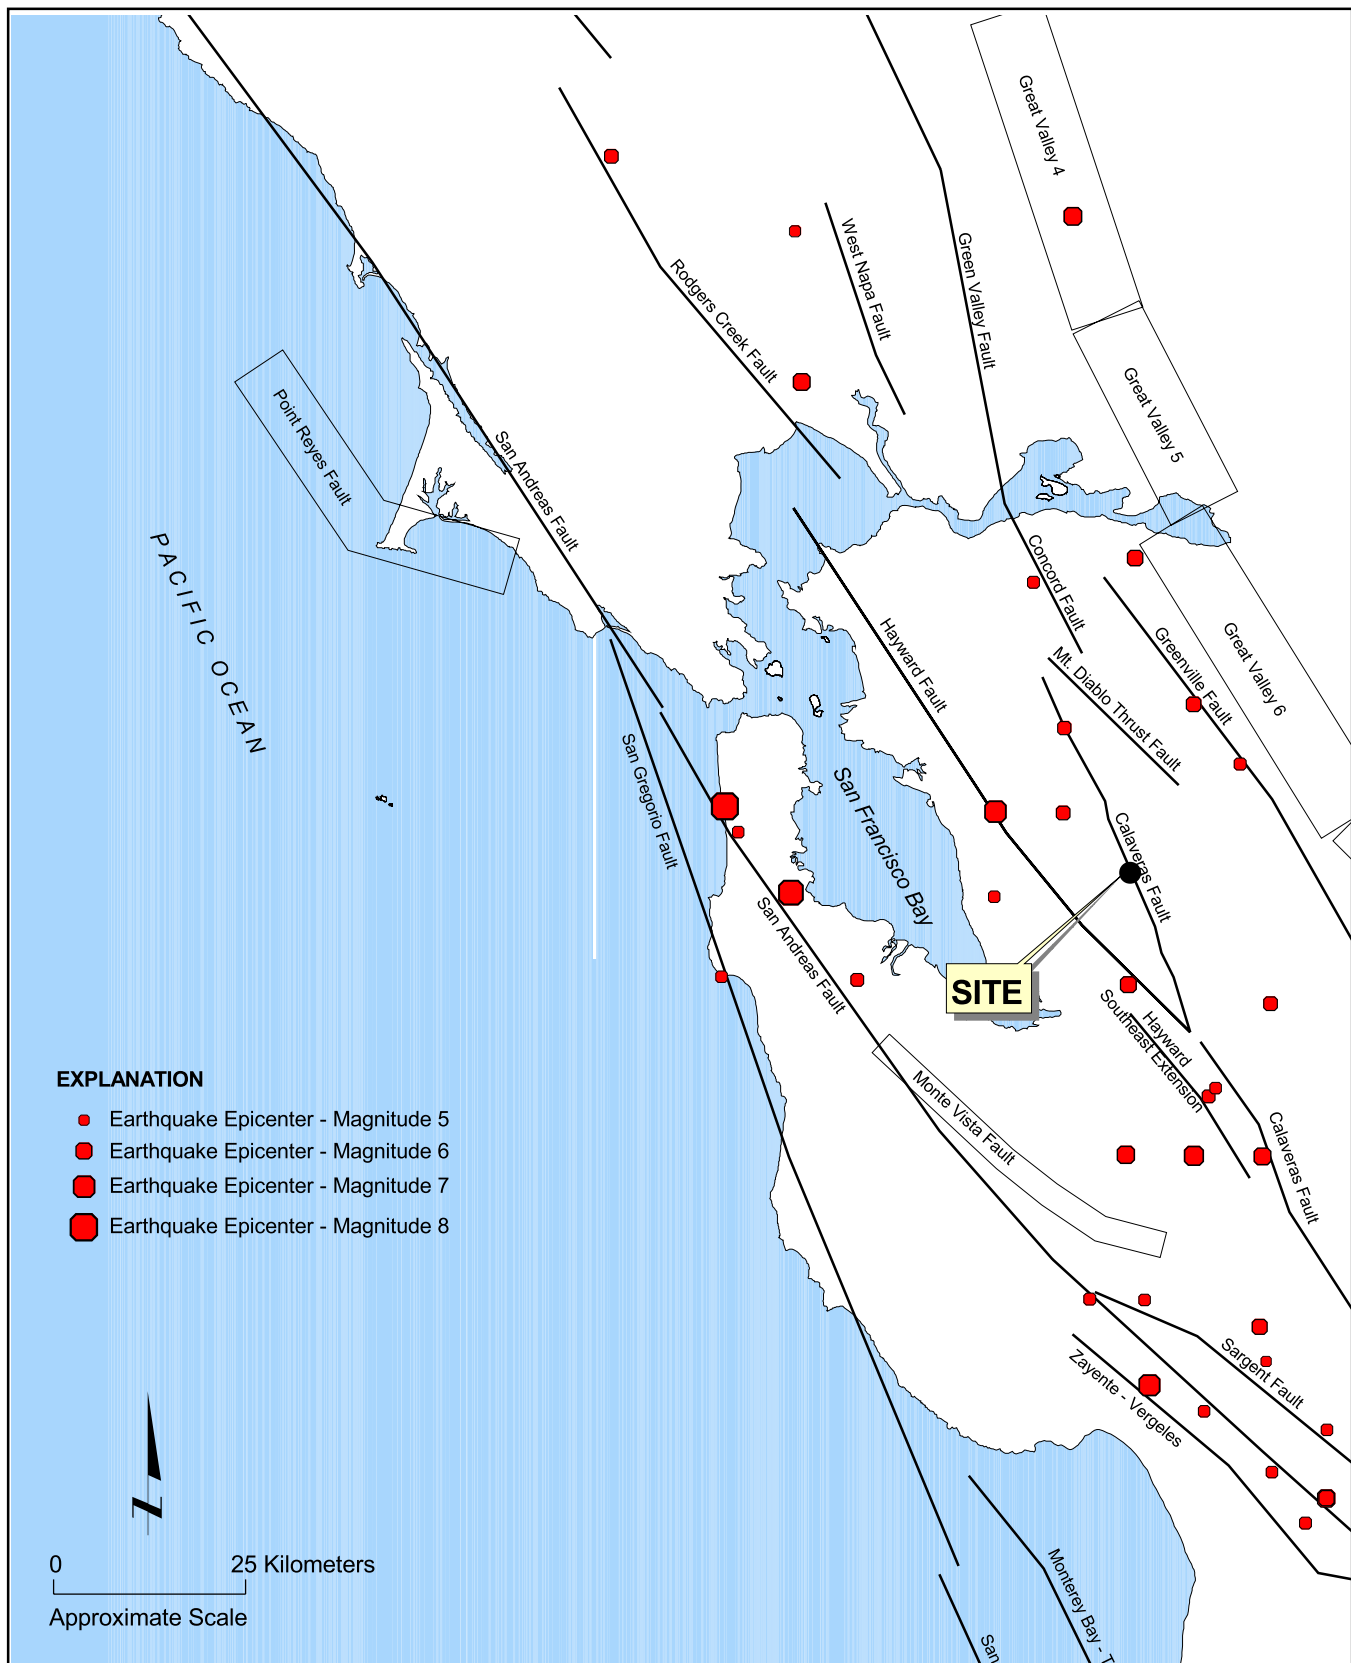 Great Valley 4
West Napa Fault
Green Valley Fault
Rodgers Creek Fault
Great Valley 5
Point Reyes Fault
San Andreas Fault
PACIFIC OCEAN
Concord Fault
Hayward Fault
Greenville Fault
Great Valley 6
Mt. Diablo Thrust Fault
San Gregorio Fault
San Francisco Bay
Calaveras Fault
San Andreas Fault
SITE
Hayward
Southeast Extension
Monte Vista Fault
Calaveras Fault
EXPLANATION
Earthquake Epicenter - Magnitude 5
Earthquake Epicenter - Magnitude 6
Earthquake Epicenter - Magnitude 7
Earthquake Epicenter - Magnitude 8
Sargent Fault
Zayente - Vergeles
Z
0 25 Kilometers
Approximate Scale
Monterey Bay - T
San